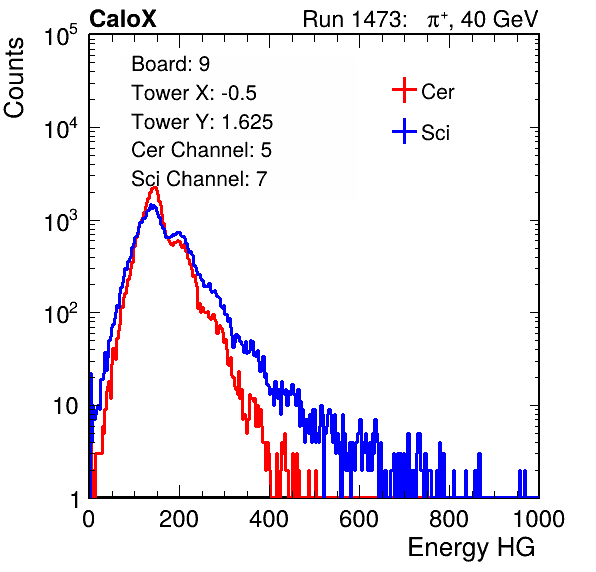 CaloX Run 1473: π⁺, 40 GeV
Counts
Board: 9
Tower X: -0.5
Tower Y: 1.625
Cer Channel: 5
Sci Channel: 7
Cer
Sci
10⁵
10⁴
10³
10²
10
1
0 200 400 600 800 1000
Energy HG